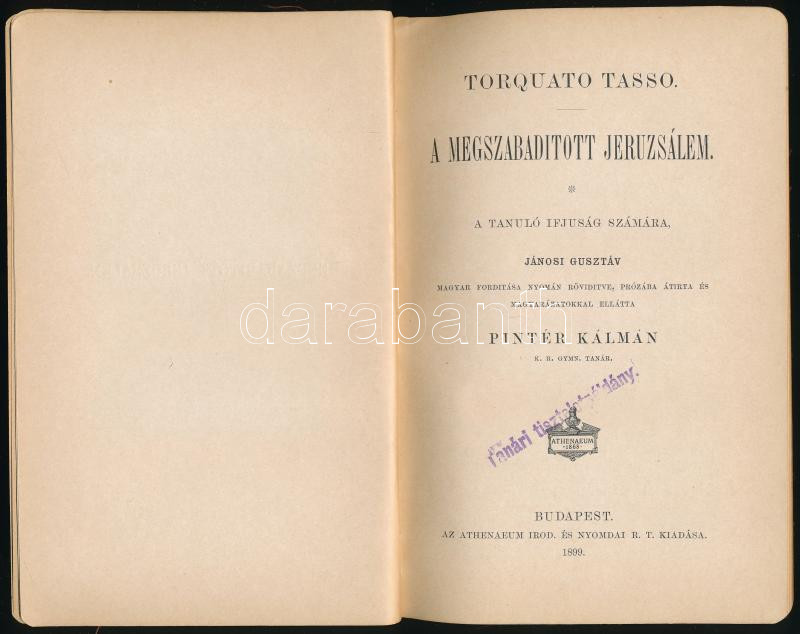 TORQUATO TASSO.
A MEGSZABADITOTT JERUZSÁLEM.
A TANULÓ IFJUSÁG SZÁMÁRA,
JÁNOSI GUSZTÁV
MAGYAR FORDITÁSA NYOMÁN RÖVIDITVE, PRÓZÁBA ÁTIRTA ÉS
MAGYARÁZATOKKAL ELLÁTTA
darabanth
PINTÉR KÁLMÁN
K. R. GYMN. TANÁR.
Tanári tiszteletpéldány.
ATHENAEUM
1868
BUDAPEST.
AZ ATHENAEUM IROD. ÉS NYOMDAI R. T. KIADÁSA.
1899.